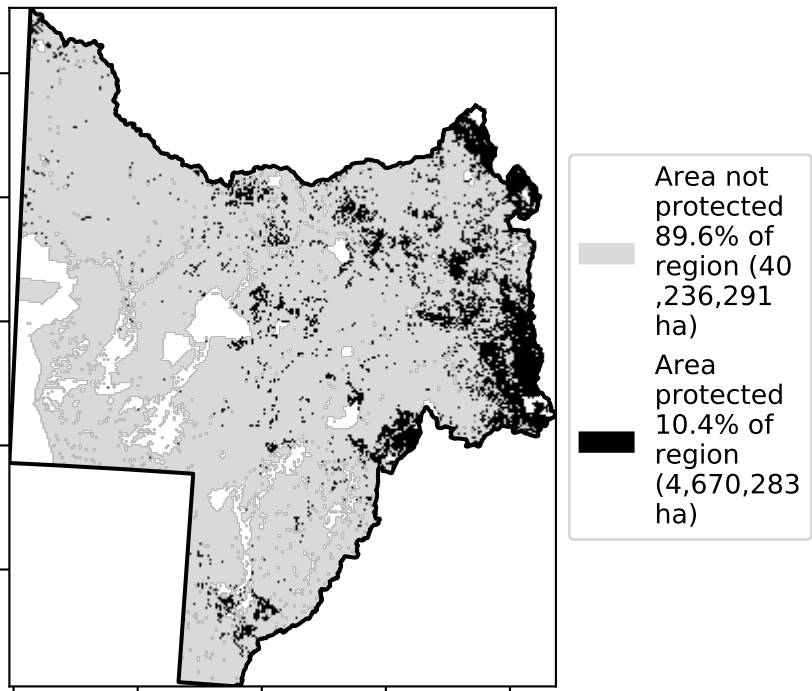 Area not
protected
89.6% of
region (40
,236,291
ha)
Area
protected
10.4% of
region
(4,670,283
ha)